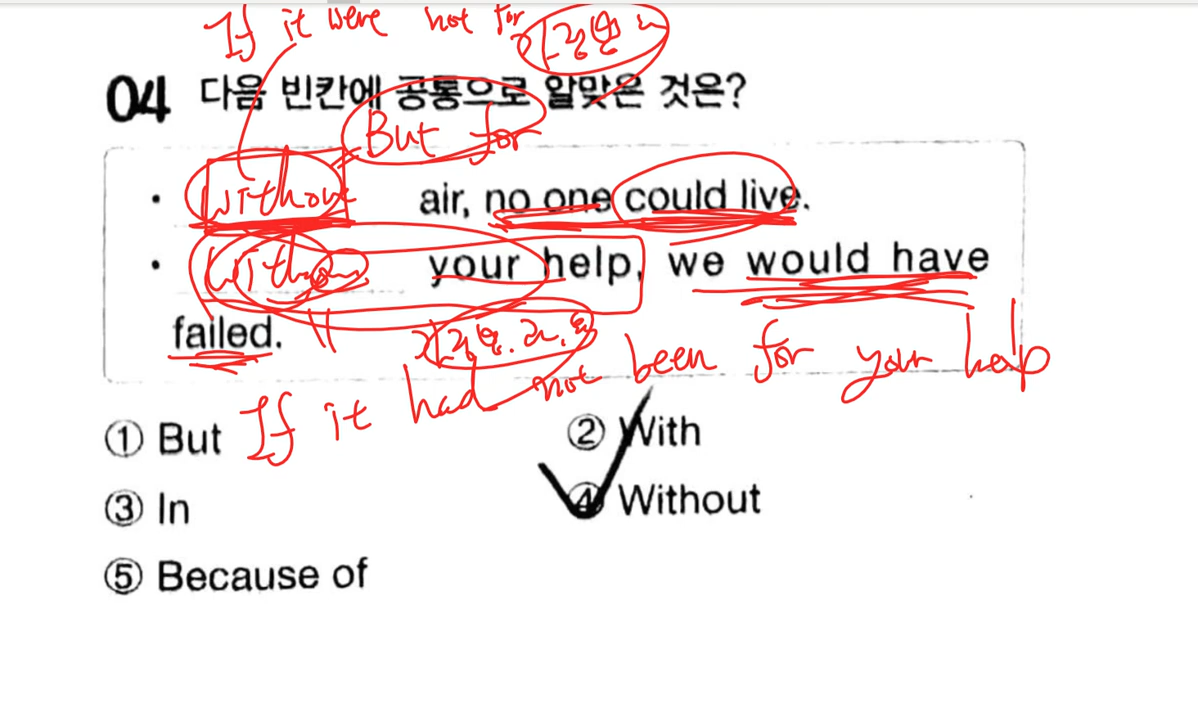 If it were not for
04 다음 빈칸에 공통으로 알맞은 것은?
But for
• Without air, no one could live.
• Without your help, we would have
failed.
If it had not been for your help
① But ② With
③ In ④ Without
⑤ Because of